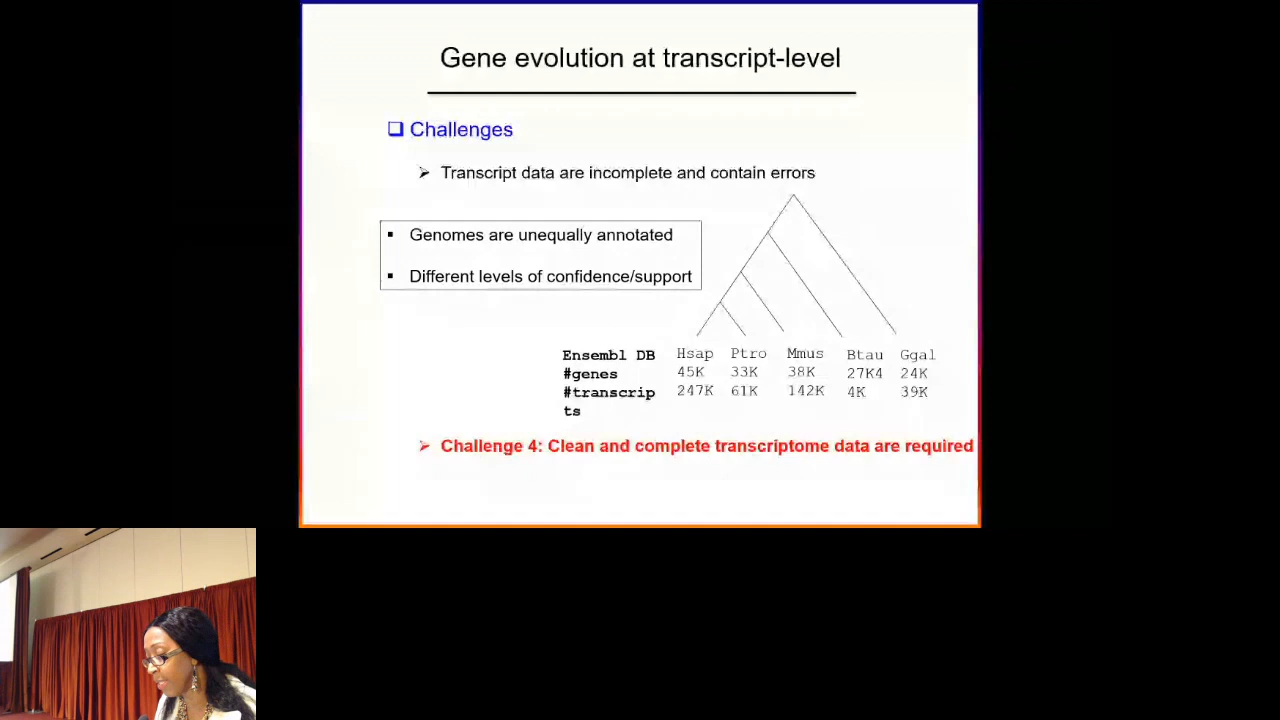 Gene evolution at transcript-level
Challenges
Transcript data are incomplete and contain errors
Genomes are unequally annotated
Different levels of confidence/support
Ensembl DB Hsap Ptro Mmus Btau Ggal
#genes 45K 33K 38K 27K4 24K
#transcrip 247K 61K 142K 4K 39K
ts
Challenge 4: Clean and complete transcriptome data are required